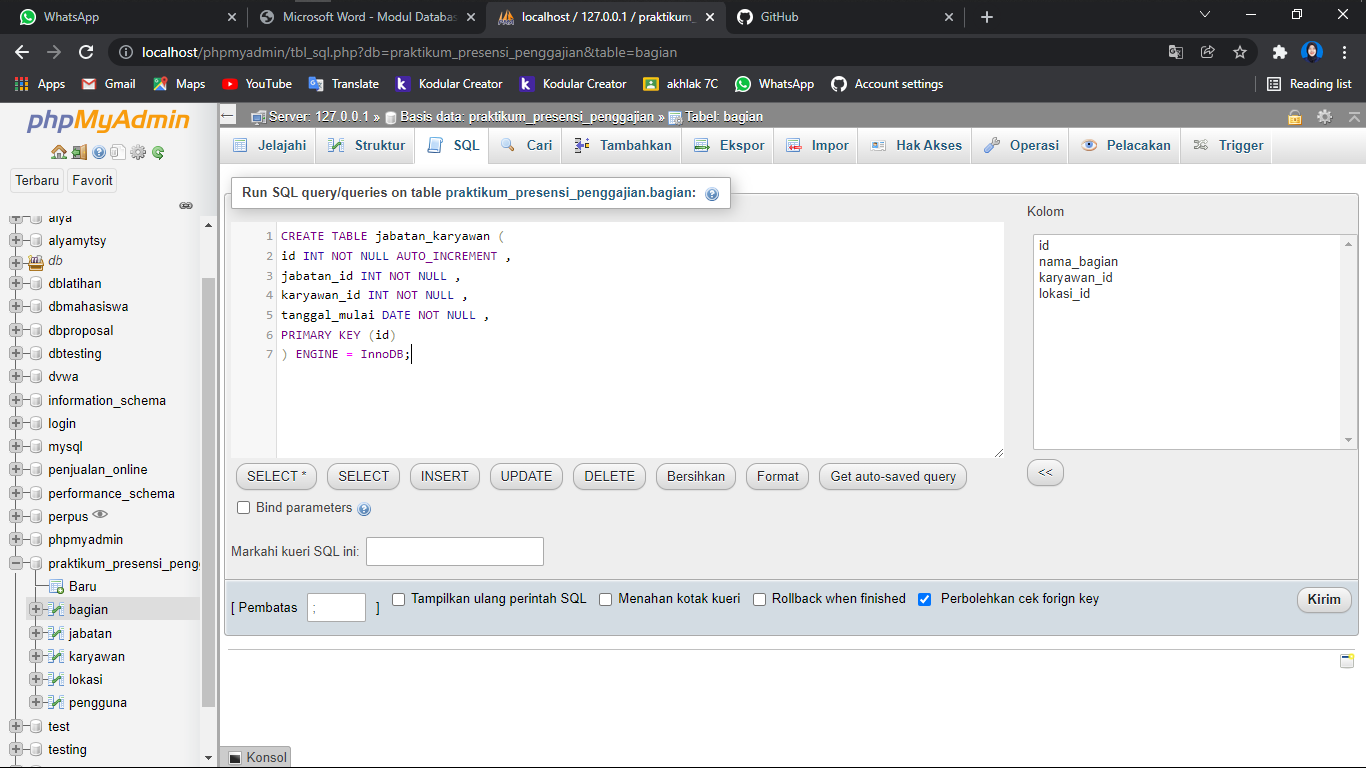 WhatsApp
Microsoft Word - Modul Databas
localhost / 127.0.0.1 / praktikum_
GitHub
localhost/phpmyadmin/tbl_sql.php?db=praktikum_presensi_penggajian&table=bagian
Apps Gmail Maps YouTube Translate Kodular Creator Kodular Creator akhlak 7C WhatsApp Account settings Reading list
phpMyAdmin
Terbaru Favorit
alya
alyamytsy
db
dblatihan
dbmahasiswa
dbproposal
dbtesting
dvwa
information_schema
login
mysql
penjualan_online
performance_schema
perpus
phpmyadmin
praktikum_presensi_peng
Baru
bagian
jabatan
karyawan
lokasi
pengguna
test
testing
Server: 127.0.0.1 » Basis data: praktikum_presensi_penggajian » Tabel: bagian
Jelajahi Struktur SQL Cari Tambahkan Ekspor Impor Hak Akses Operasi Pelacakan Trigger
Run SQL query/queries on table praktikum_presensi_penggajian.bagian:
1 CREATE TABLE jabatan_karyawan (
2 id INT NOT NULL AUTO_INCREMENT ,
3 jabatan_id INT NOT NULL ,
4 karyawan_id INT NOT NULL ,
5 tanggal_mulai DATE NOT NULL ,
6 PRIMARY KEY (id)
7 ) ENGINE = InnoDB;
Kolom
id
nama_bagian
karyawan_id
lokasi_id
<<
SELECT * SELECT INSERT UPDATE DELETE Bersihkan Format Get auto-saved query
Bind parameters
Markahi kueri SQL ini:
[ Pembatas ; ] Tampilkan ulang perintah SQL Menahan kotak kueri Rollback when finished Perbolehkan cek forign key Kirim
Konsol